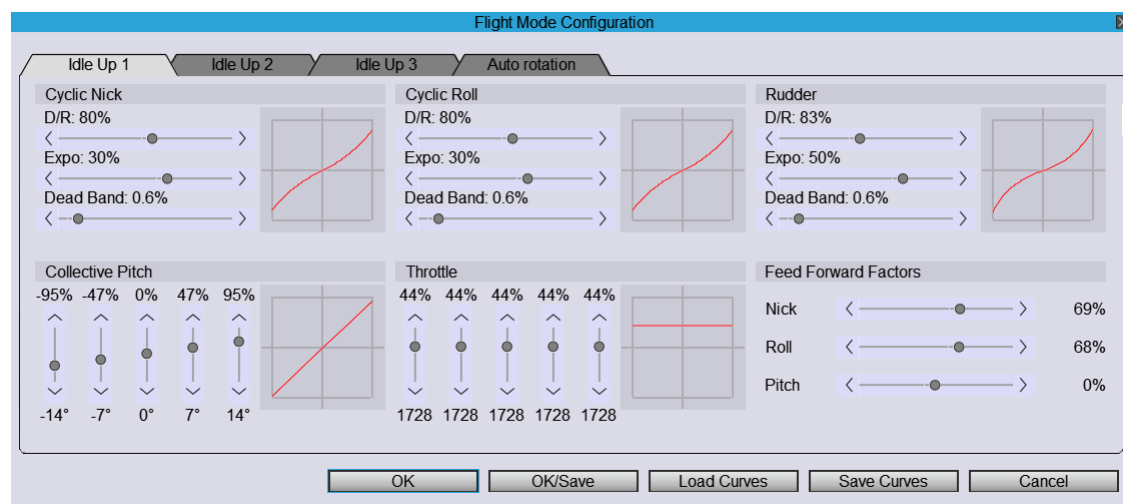 Flight Mode Configuration
Idle Up 1
Idle Up 2
Idle Up 3
Auto rotation
Cyclic Nick
D/R: 80%
Expo: 30%
Dead Band: 0.6%
Cyclic Roll
D/R: 80%
Expo: 30%
Dead Band: 0.6%
Rudder
D/R: 83%
Expo: 50%
Dead Band: 0.6%
Collective Pitch
-95% -47% 0% 47% 95%
-14° -7° 0° 7° 14°
Throttle
44% 44% 44% 44% 44%
1728 1728 1728 1728 1728
Feed Forward Factors
Nick 69%
Roll 68%
Pitch 0%
OK
OK/Save
Load Curves
Save Curves
Cancel